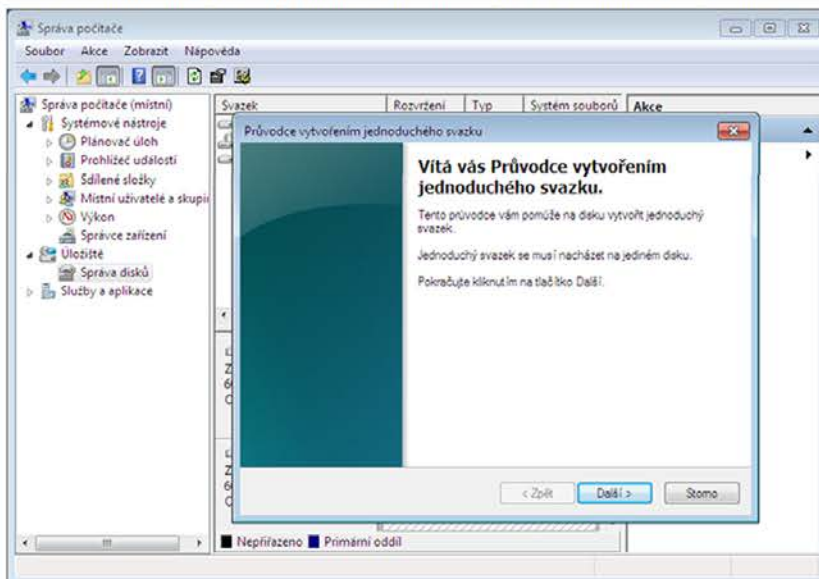 Správa počítače
Soubor Akce Zobrazit Nápověda
Správa počítače (místní)
Systémové nástroje
Plánovač úloh
Prohlížeč událostí
Sdílené složky
Místní uživatelé a skupi
Výkon
Správce zařízení
Úložiště
Správa disků
Služby a aplikace
Svazek Rozvržení Typ Systém souborů Akce
Průvodce vytvořením jednoduchého svazku
Vítá vás Průvodce vytvořením
jednoduchého svazku.
Tento průvodce vám pomůže na disku vytvořit jednoduchý
svazek.
Jednoduchý svazek se musí nacházet na jediném disku.
Pokračujte kliknutím na tlačítko Další.
< Zpět Další > Storno
Nepřiřazeno Primární oddíl